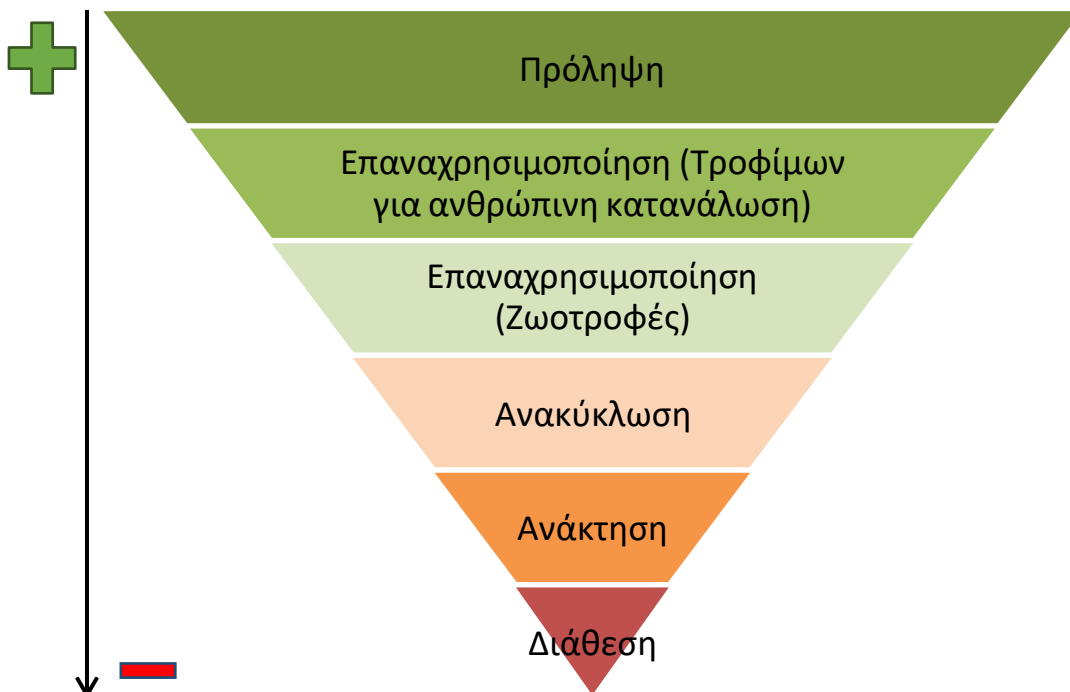 Πρόληψη
Επαναχρησιμοποίηση (Τροφίμων
για ανθρώπινη κατανάλωση)
Επαναχρησιμοποίηση
(Ζωοτροφές)
Ανακύκλωση
Ανάκτηση
Διάθεση